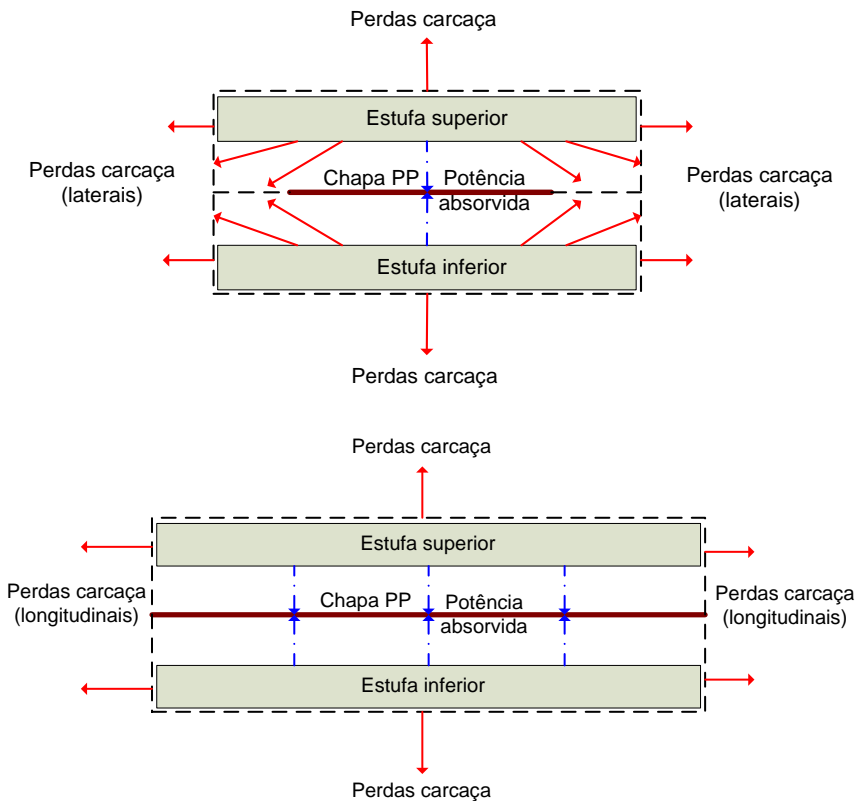 Perdas carcaça
Estufa superior
Perdas carcaça
(laterais)
Chapa PP
Potência
absorvida
Perdas carcaça
(laterais)
Estufa inferior
Perdas carcaça
Perdas carcaça
Estufa superior
Perdas carcaça
(longitudinais)
Chapa PP
Potência
absorvida
Perdas carcaça
(longitudinais)
Estufa inferior
Perdas carcaça